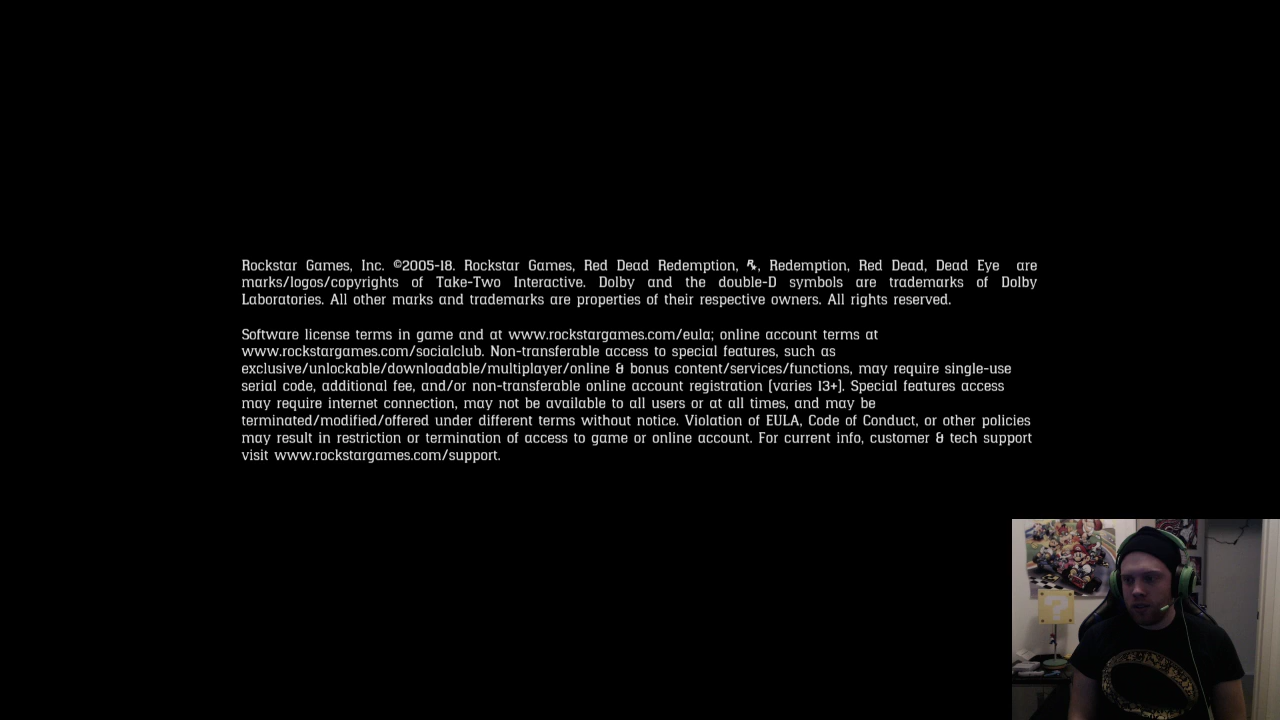 Rockstar Games, Inc. ©2005-18. Rockstar Games, Red Dead Redemption, R*, Redemption, Red Dead, Dead Eye are
marks/logos/copyrights of Take-Two Interactive. Dolby and the double-D symbols are trademarks of Dolby
Laboratories. All other marks and trademarks are properties of their respective owners. All rights reserved.
Software license terms in game and at www.rockstargames.com/eula; online account terms at
www.rockstargames.com/socialclub. Non-transferable access to special features, such as
exclusive/unlockable/downloadable/multiplayer/online & bonus content/services/functions, may require single-use
serial code, additional fee, and/or non-transferable online account registration (varies 13+). Special features access
may require internet connection, may not be available to all users or at all times, and may be
terminated/modified/offered under different terms without notice. Violation of EULA, Code of Conduct, or other policies
may result in restriction or termination of access to game or online account. For current info, customer & tech support
visit www.rockstargames.com/support.
?